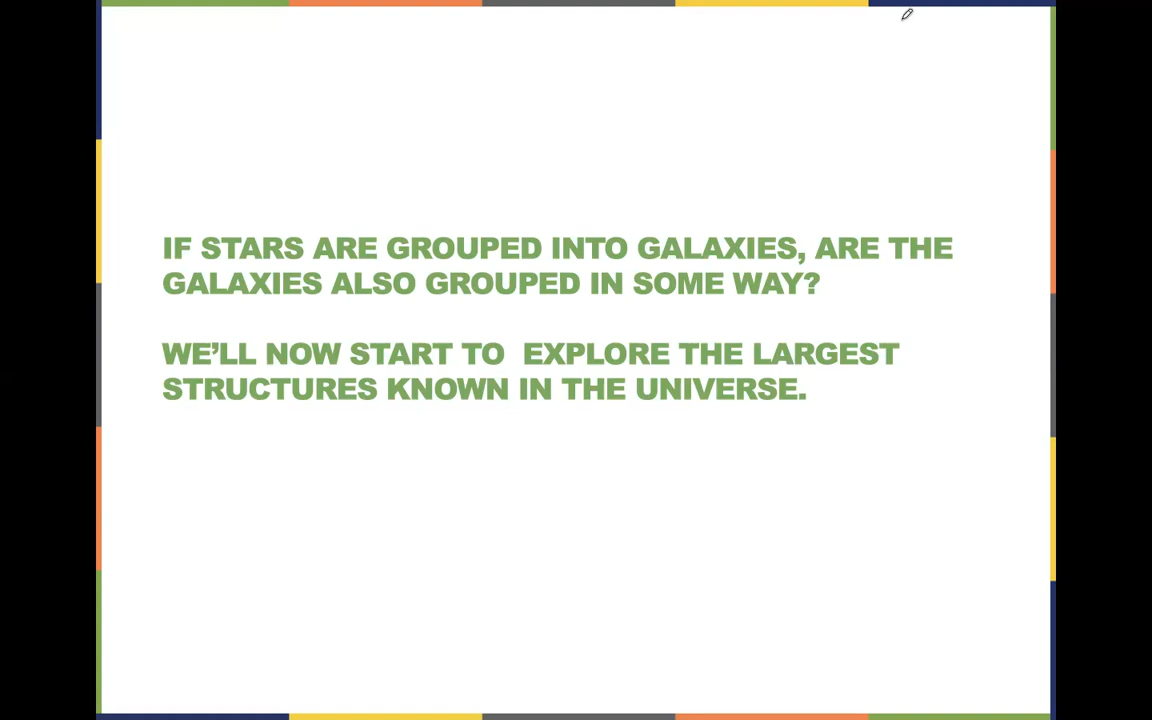 IF STARS ARE GROUPED INTO GALAXIES, ARE THE
GALAXIES ALSO GROUPED IN SOME WAY?
WE’LL NOW START TO  EXPLORE THE LARGEST
STRUCTURES KNOWN IN THE UNIVERSE.